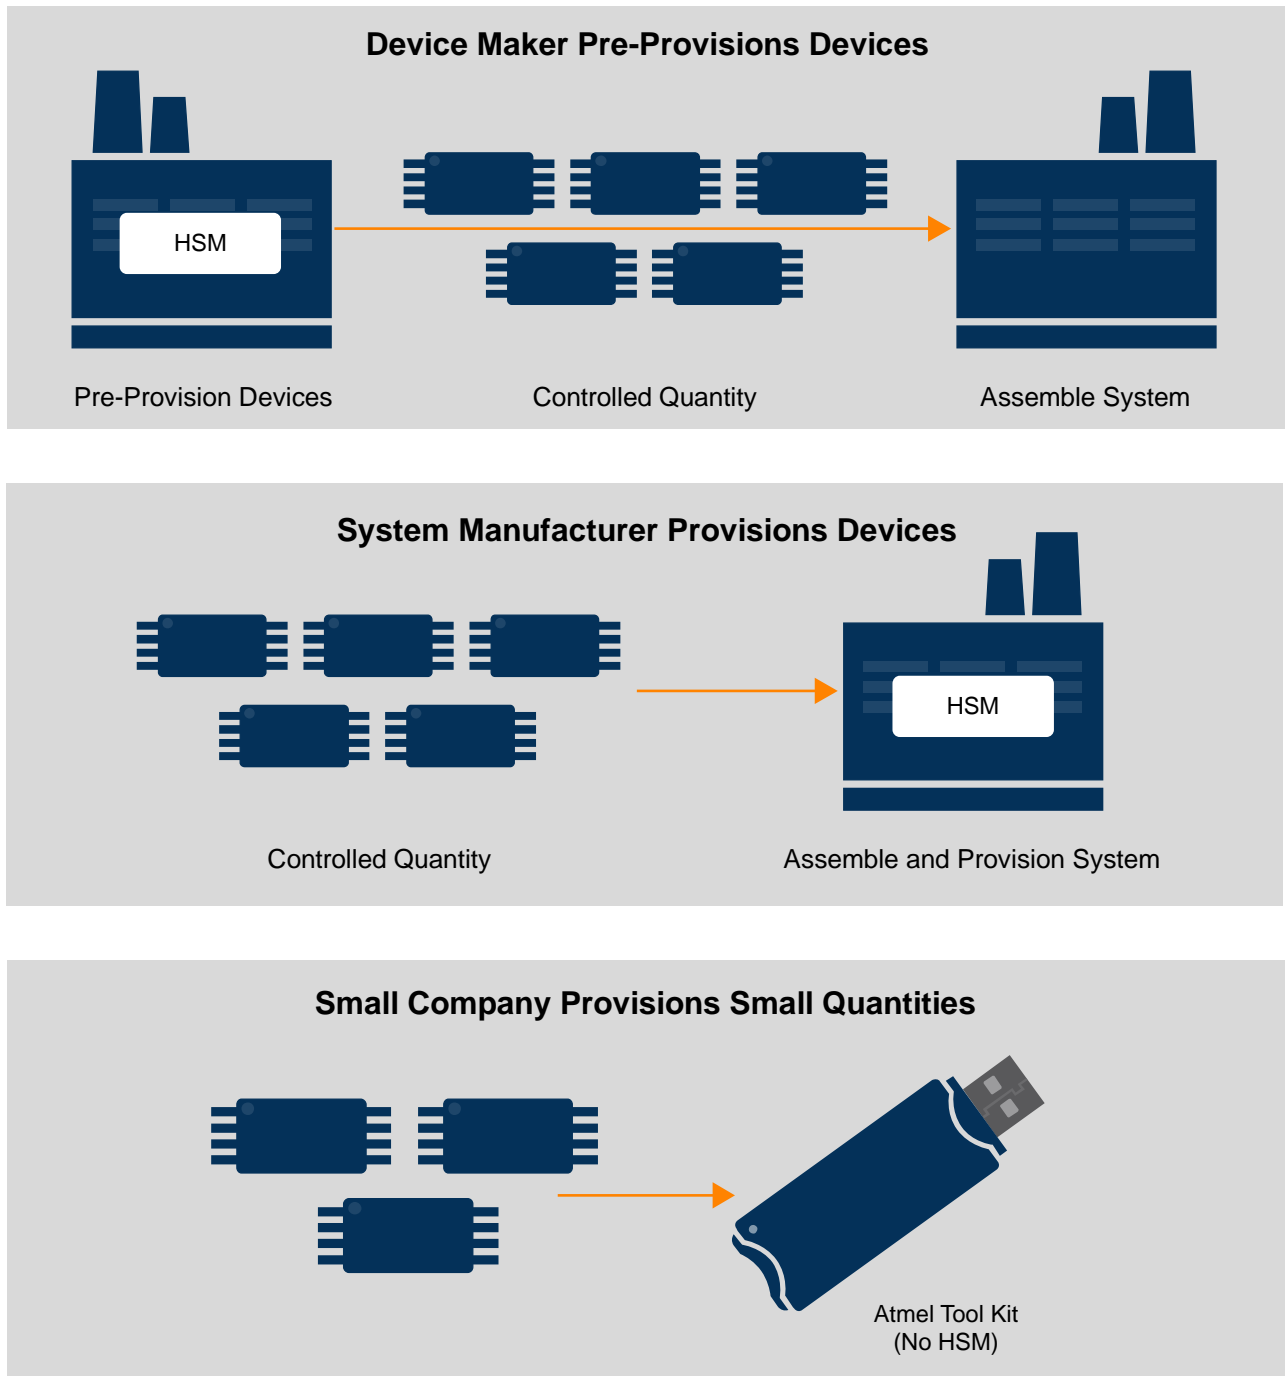 Device Maker Pre-Provisions Devices
HSM
Pre-Provision Devices
Controlled Quantity
Assemble System
System Manufacturer Provisions Devices
HSM
Controlled Quantity
Assemble and Provision System
Small Company Provisions Small Quantities
Atmel Tool Kit
(No HSM)